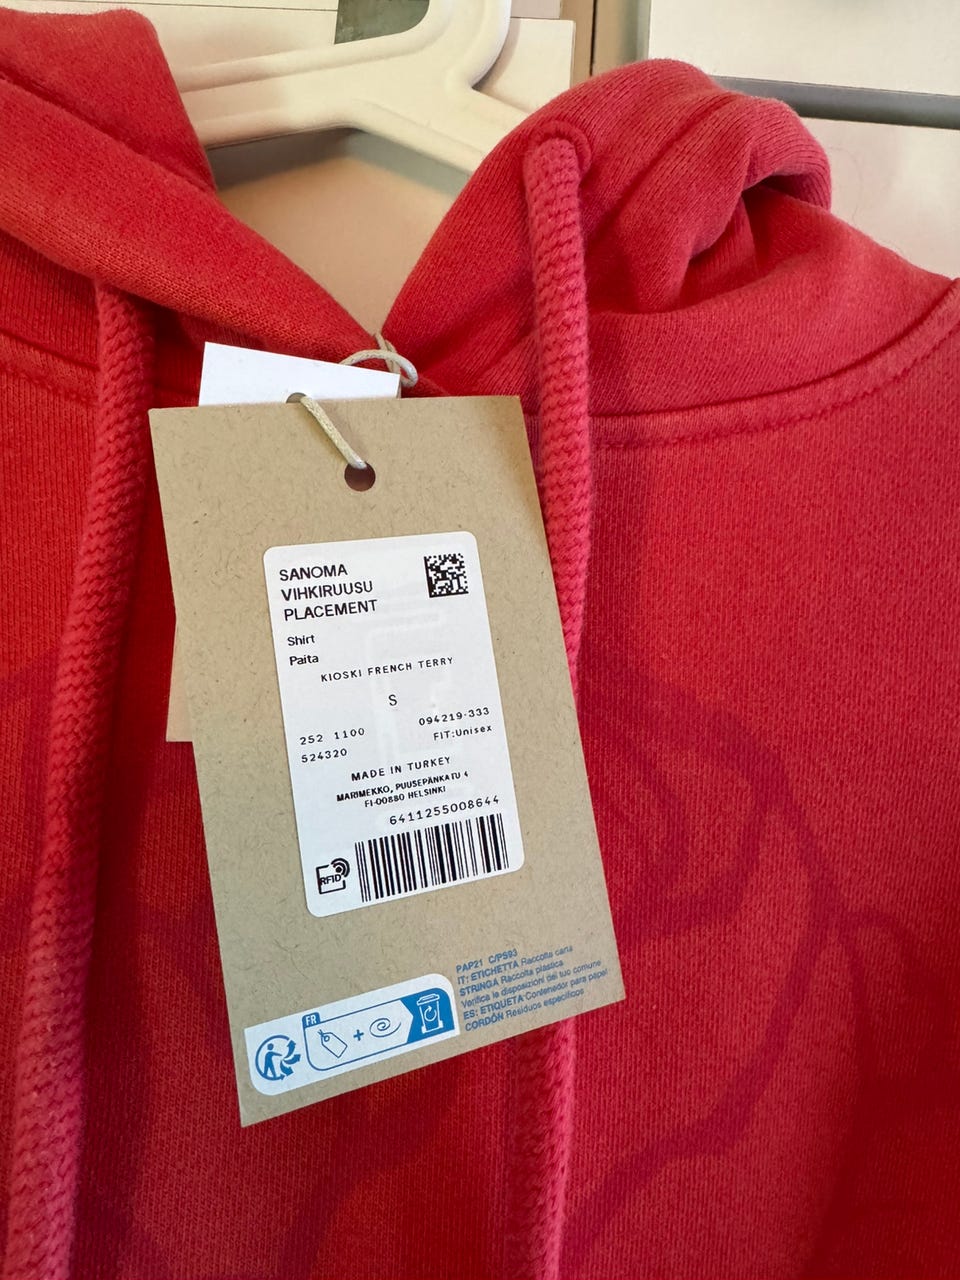 SANOMA
VIHKIRUUSU
PLACEMENT
Shirt
Paita
KIOSKI FRENCH TERRY
S
252 1100
094219-333
524320
FIT:Unisex
MADE IN TURKEY
MARIMEKKO, PUUSEPÄNKATU 4
FI-00880 HELSINKI
6411255008644
RFID
PAP21 C/PS93
IT: ETICHETTA Raccolta carta
STRINGA Raccolta plastica
Verifica le disposizioni del tuo comune
ES: ETIQUETA Contenedor para papel
CORDÓN Residuos específicos
FR
+